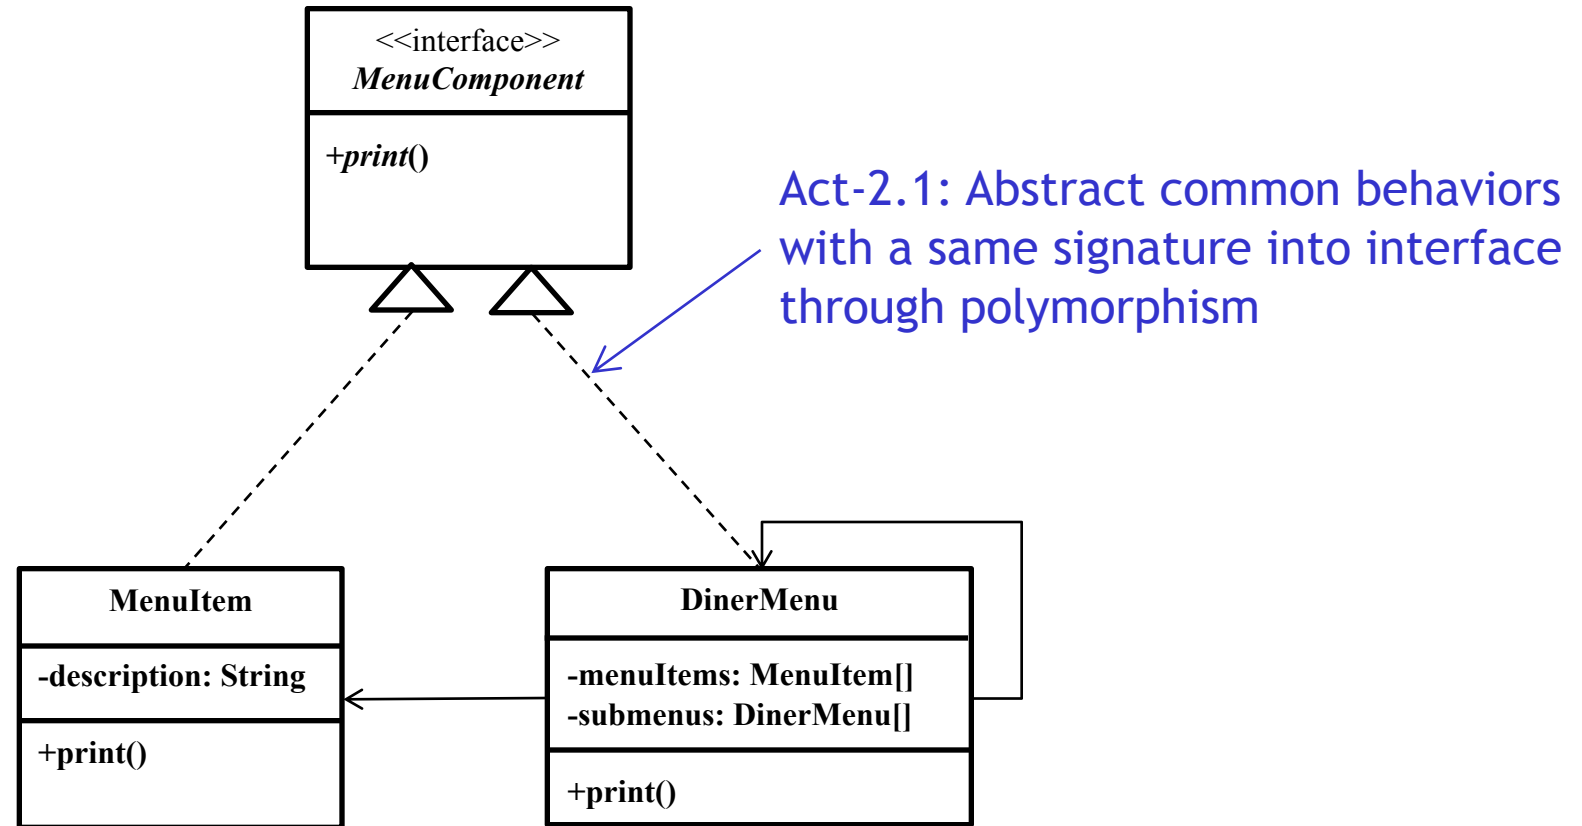 <<interface>>
MenuComponent
+print()
Act-2.1: Abstract common behaviors
with a same signature into interface
through polymorphism
MenuItem
-description: String
+print()
DinerMenu
-menuItems: MenuItem[]
-submenus: DinerMenu[]
+print()